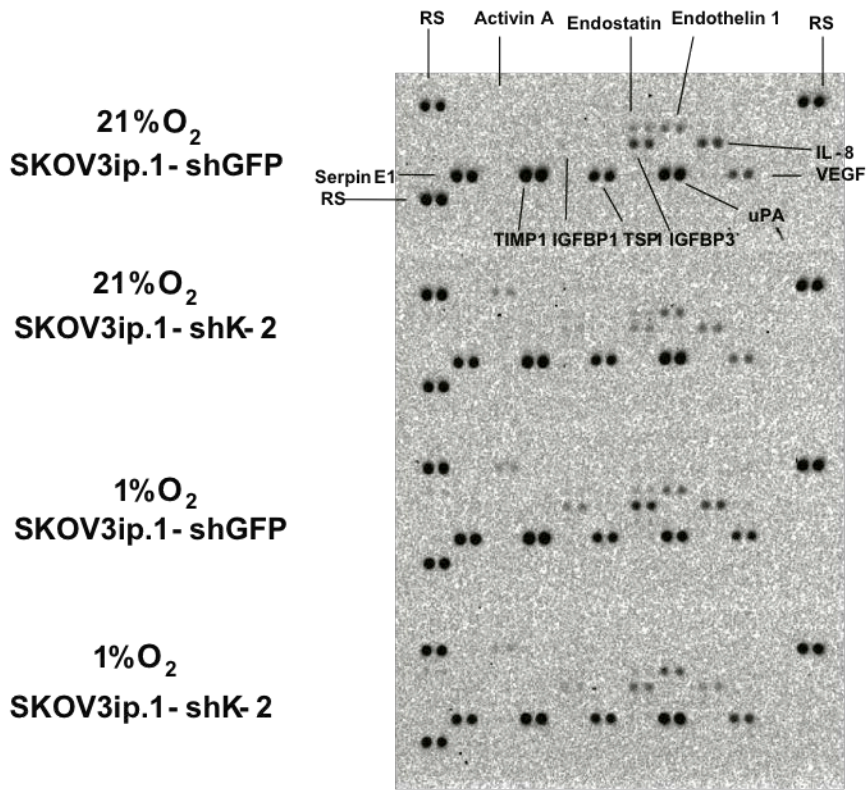 RS Activin A Endostatin Endothelin 1 RS
21%O2
SKOV3ip.1-shGFP
IL-8
Serpin E1
VEGF
RS
uPA
TIMP1 IGFBP1 TSPI IGFBP3
21%O2
SKOV3ip.1-shK-2
1%O2
SKOV3ip.1-shGFP
1%O2
SKOV3ip.1-shK-2